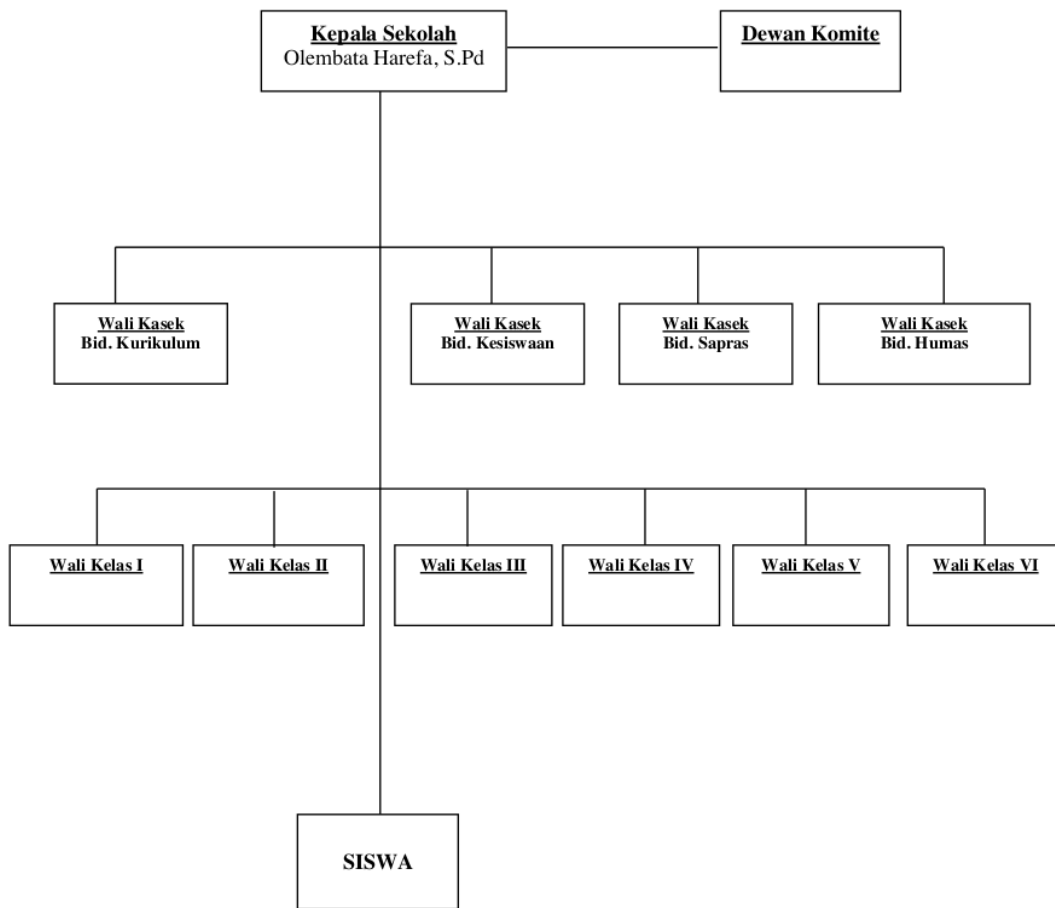 Kepala Sekolah
Olembata Harefa, S.Pd
Dewan Komite
Wali Kasek
Bid. Kurikulum
Wali Kasek
Bid. Kesiswaan
Wali Kasek
Bid. Sapras
Wali Kasek
Bid. Humas
Wali Kelas I
Wali Kelas II
Wali Kelas III
Wali Kelas IV
Wali Kelas V
Wali Kelas VI
SISWA